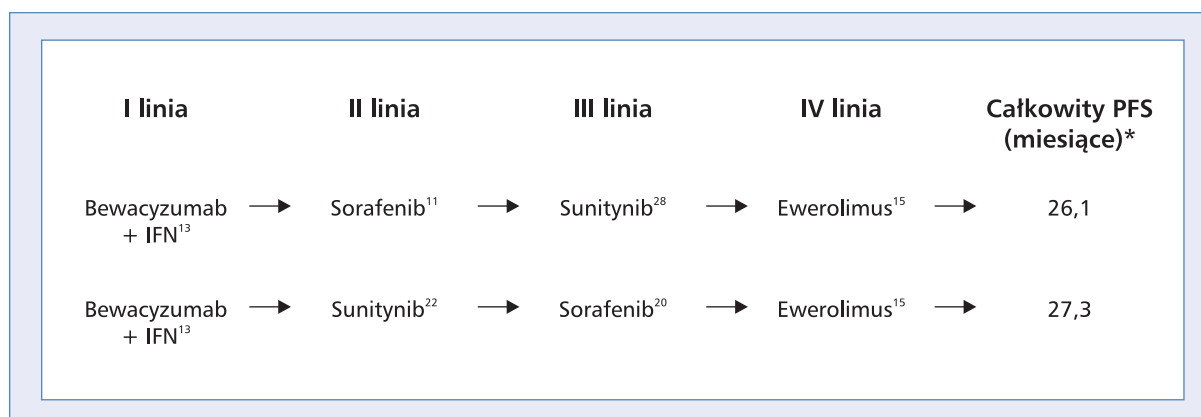 I linia II linia III linia IV linia Całkowity PFS
(miesiące)*
Bewacyzumab → Sorafenib¹¹ → Sunitynib²⁸ → Ewerolimus¹⁵ → 26,1
+ IFN¹³
Bewacyzumab → Sunitynib²² → Sorafenib²⁰ → Ewerolimus¹⁵ → 27,3
+ IFN¹³